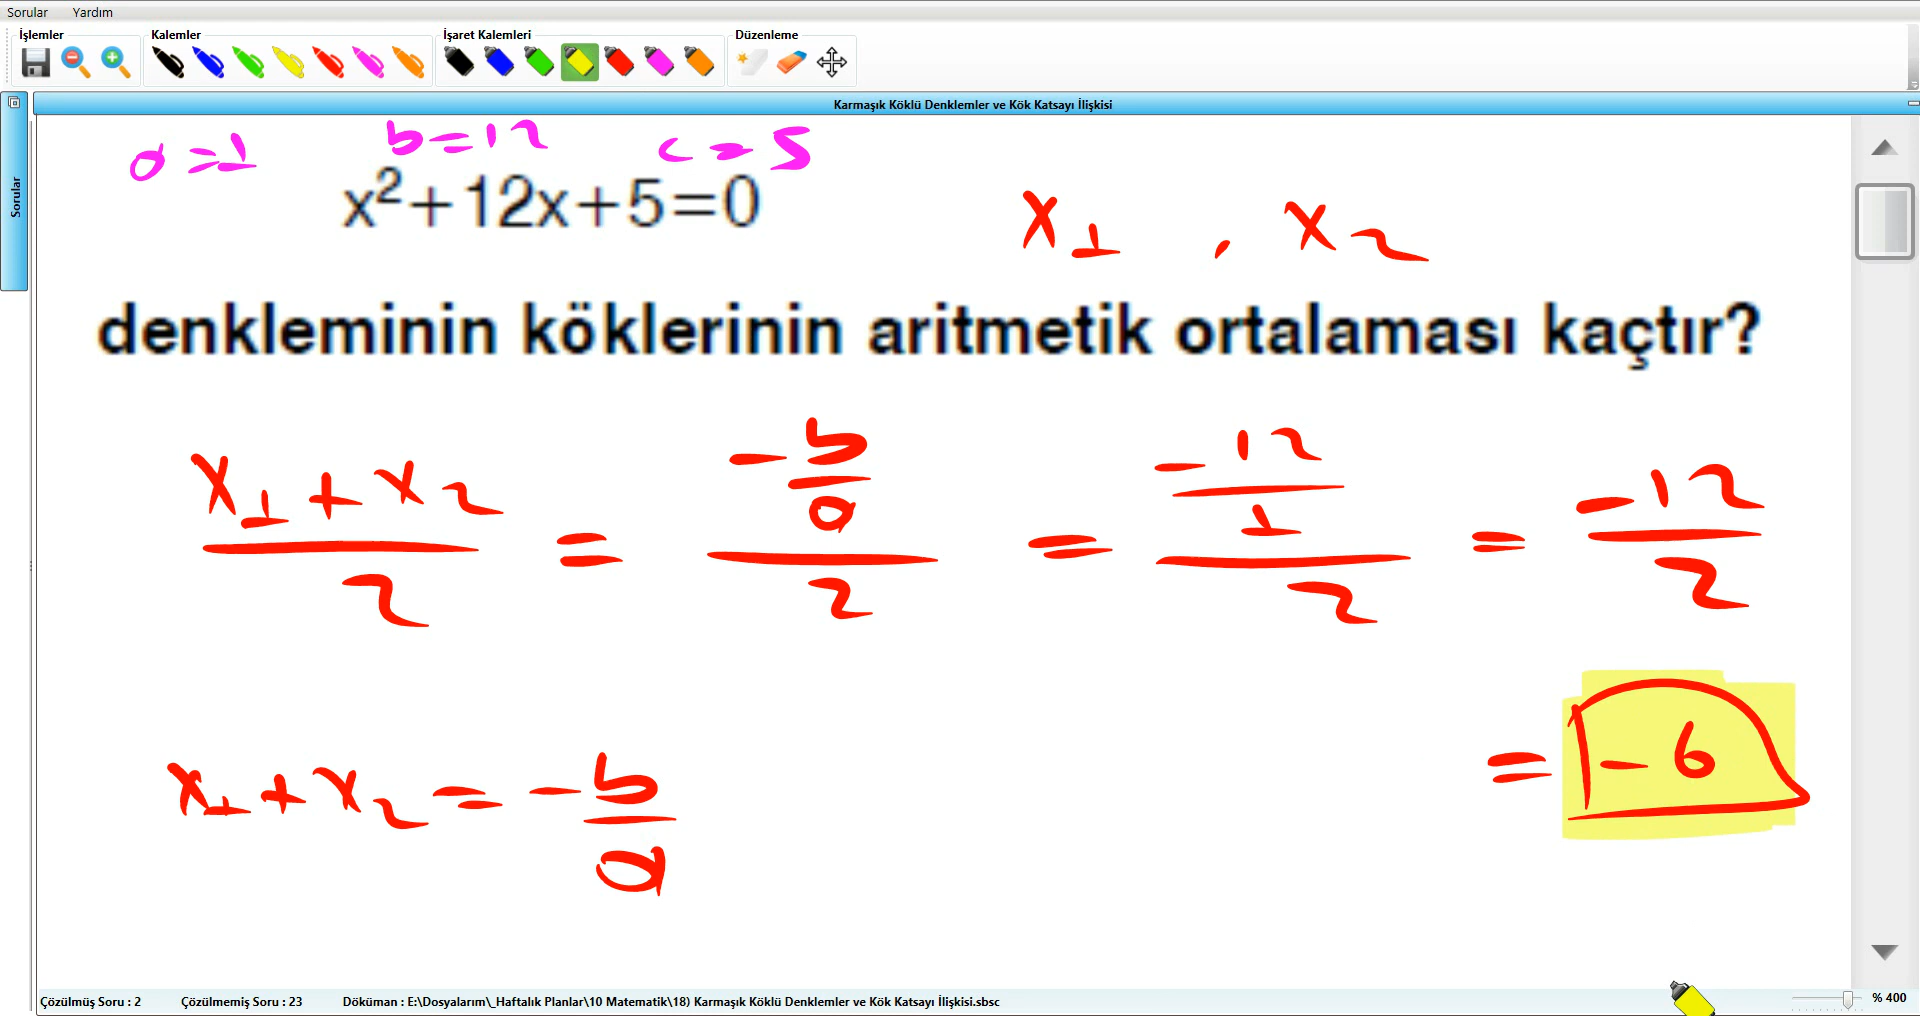 Sorular Yardım
İşlemler Kalemler İşaret Kalemleri Düzenleme
Sorular
Karmaşık Köklü Denklemler ve Kök Katsayı İlişkisi
a=1 b=12 c=5
x²+12x+5=0
x₁ , x₂
denkleminin köklerinin aritmetik ortalaması kaçtır?
(x₁+x₂)/2 = (-b/a)/2 = (-12/1)/2 = -12/2
= -6
x₁+x₂ = -b/a
Çözülmüş Soru : 2 Çözülmemiş Soru : 23 Döküman : E:\Dosyalarım\_Haftalık Planlar\10 Matematik\18) Karmaşık Köklü Denklemler ve Kök Katsayı İlişkisi.sbsc % 400